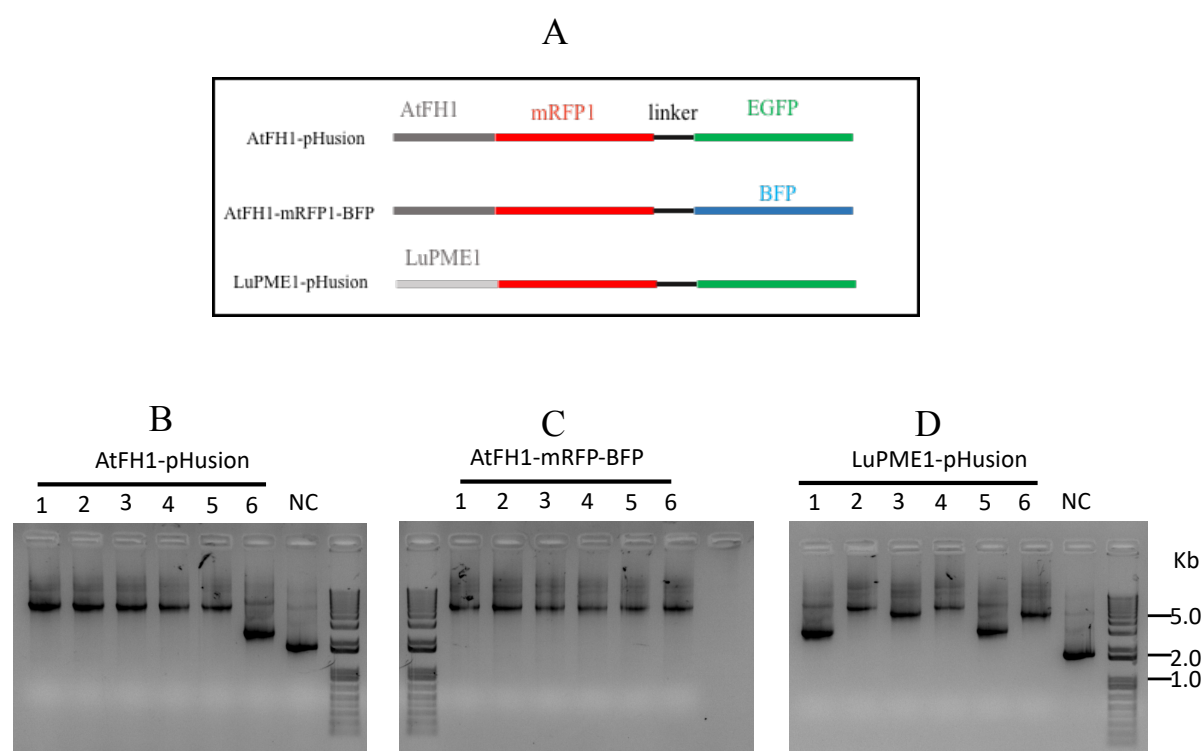 A
AtFH1 mRFP1 linker EGFP
AtFH1-pHusion
BFP
AtFH1-mRFP1-BFP
LuPME1
LuPME1-pHusion
B
AtFH1-pHusion
1 2 3 4 5 6 NC
C
AtFH1-mRFP-BFP
1 2 3 4 5 6
D
LuPME1-pHusion
1 2 3 4 5 6 NC
Kb
5.0
2.0
1.0